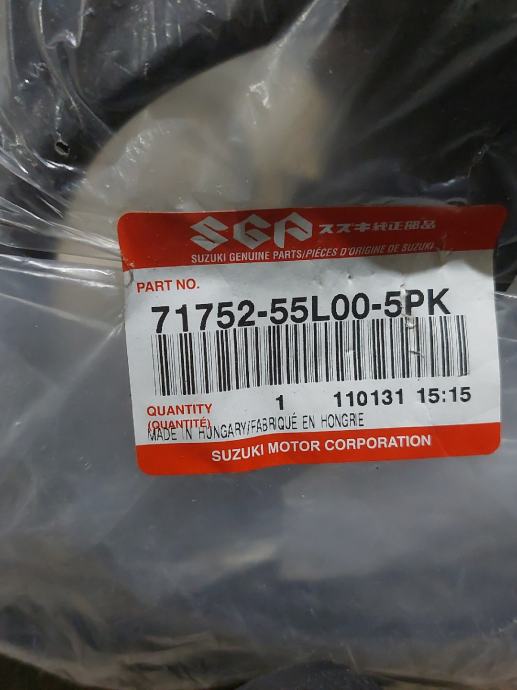 SGP スズキ純正部品
SUZUKI GENUINE PARTS/PIÈCES D'ORIGINE DE SUZUKI
PART NO.
71752-55L00-5PK
QUANTITY 1 110131 15:15
(QUANTITÉ)
MADE IN HUNGARY/FABRIQUÉ EN HONGRIE
SUZUKI MOTOR CORPORATION